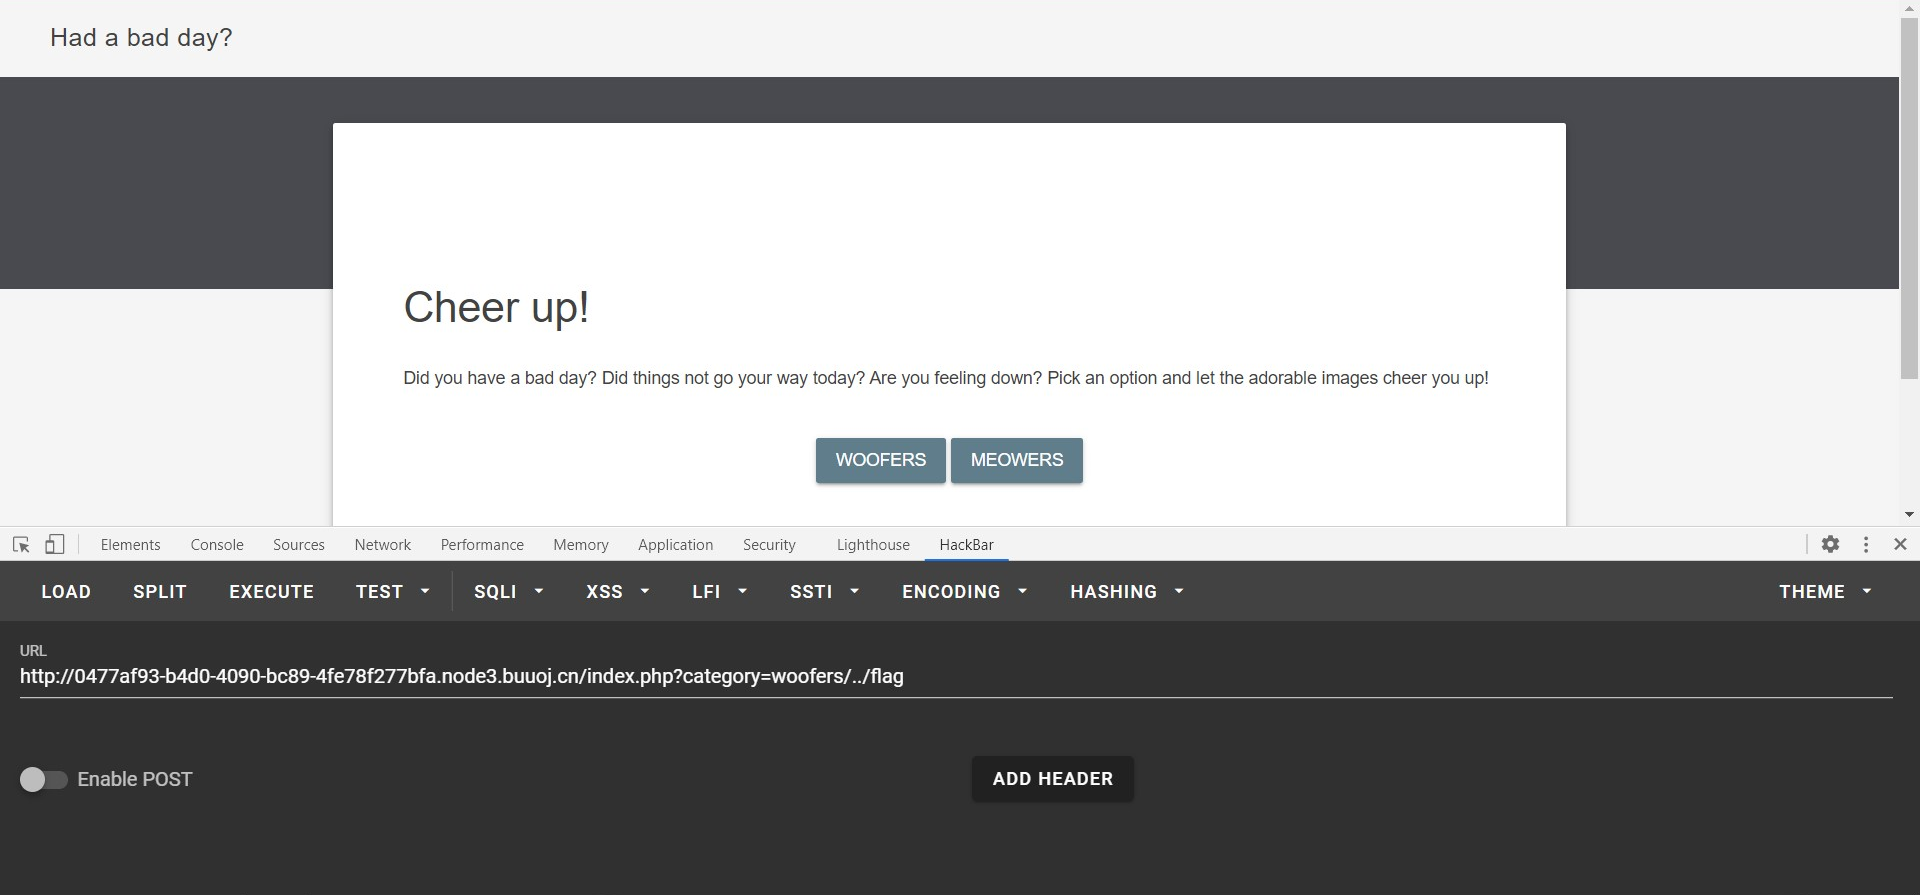 Had a bad day?
Cheer up!
Did you have a bad day? Did things not go your way today? Are you feeling down? Pick an option and let the adorable images cheer you up!
WOOFERS MEOWERS
Elements Console Sources Network Performance Memory Application Security Lighthouse HackBar
LOAD SPLIT EXECUTE TEST SQLI XSS LFI SSTI ENCODING HASHING THEME
URL
http://0477af93-b4d0-4090-bc89-4fe78f277bfa.node3.buuoj.cn/index.php?category=woofers/../flag
Enable POST ADD HEADER